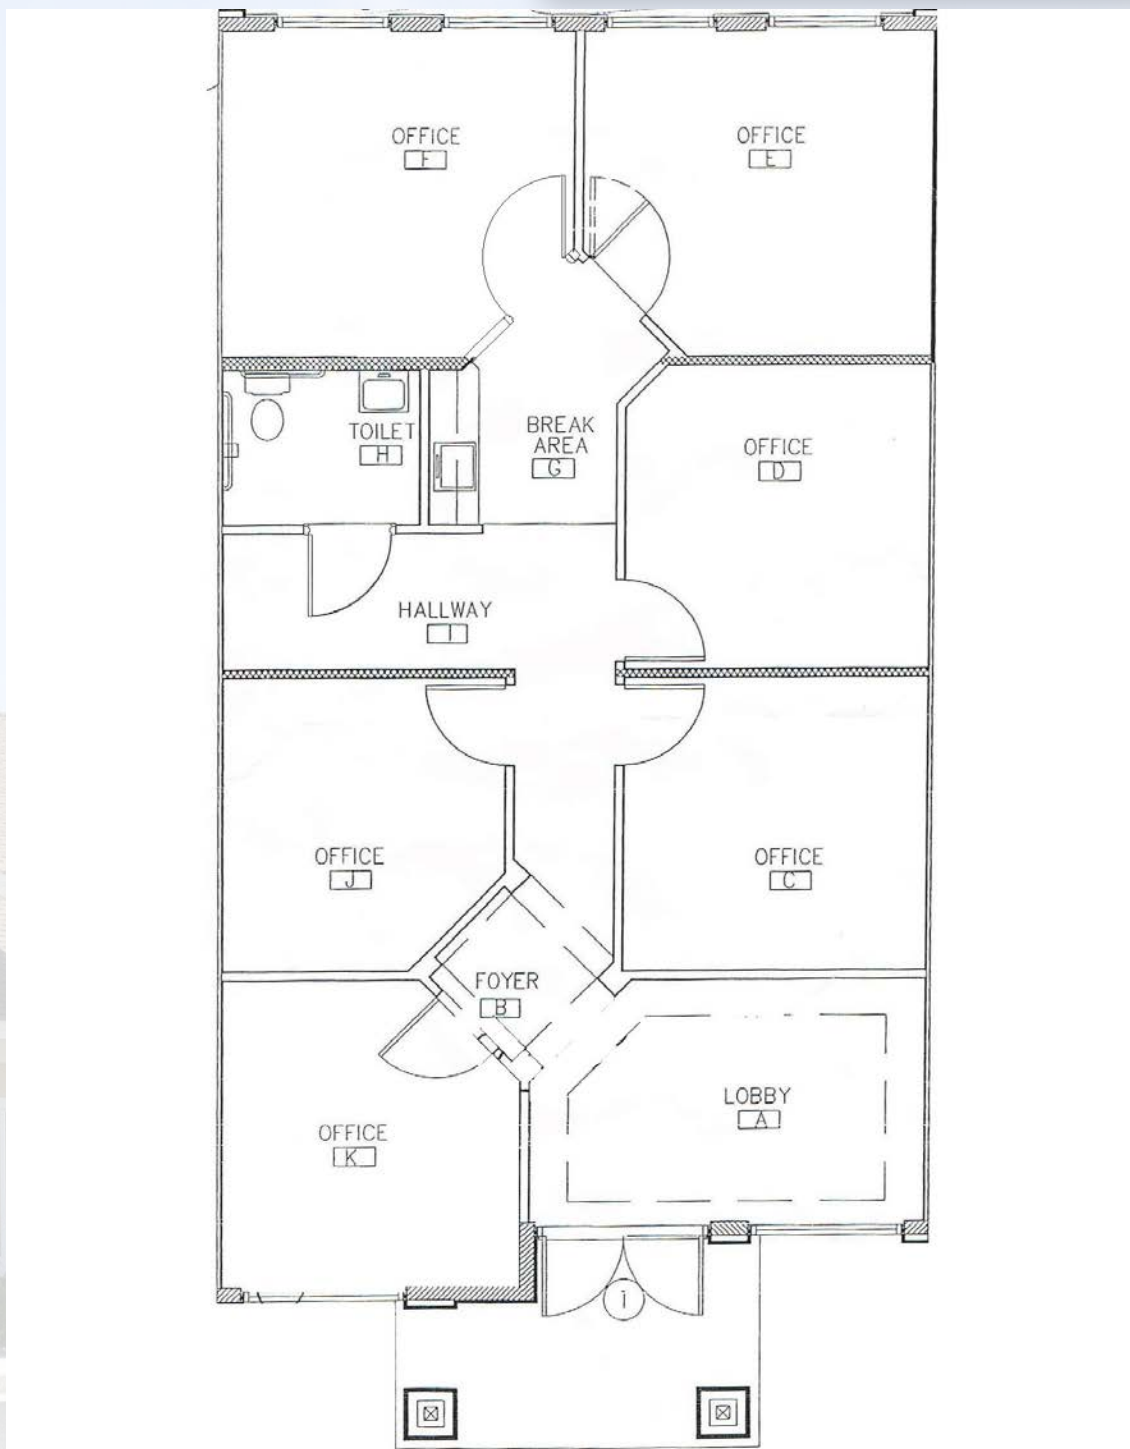 OFFICE
F
OFFICE
E
TOILET
H
BREAK
AREA
G
OFFICE
D
HALLWAY
I
OFFICE
J
OFFICE
C
FOYER
B
LOBBY
A
OFFICE
K
1